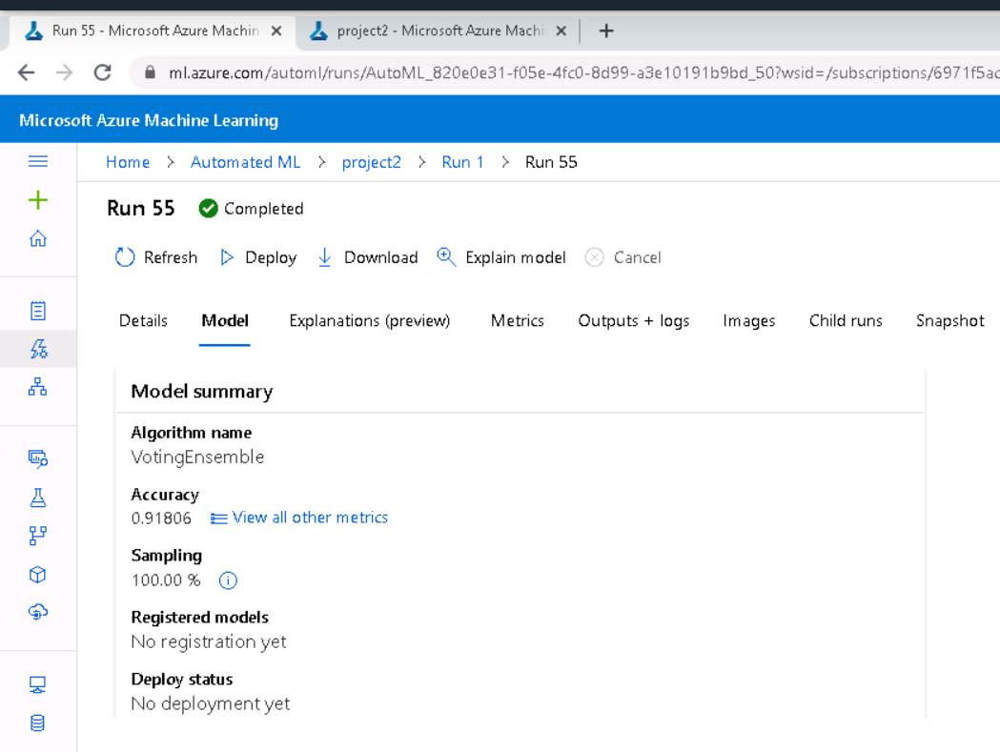 Run 55 - Microsoft Azure Machin
project2 - Microsoft Azure Machi
ml.azure.com/automl/runs/AutoML_820e0e31-f05e-4fc0-8d99-a3e10191b9bd_50?wsid=/subscriptions/6971f5ac
Microsoft Azure Machine Learning
Home > Automated ML > project2 > Run 1 > Run 55
Run 55 Completed
Refresh Deploy Download Explain model Cancel
Details Model Explanations (preview) Metrics Outputs + logs Images Child runs Snapshot
Model summary
Algorithm name
VotingEnsemble
Accuracy
0.91806 View all other metrics
Sampling
100.00 %
Registered models
No registration yet
Deploy status
No deployment yet